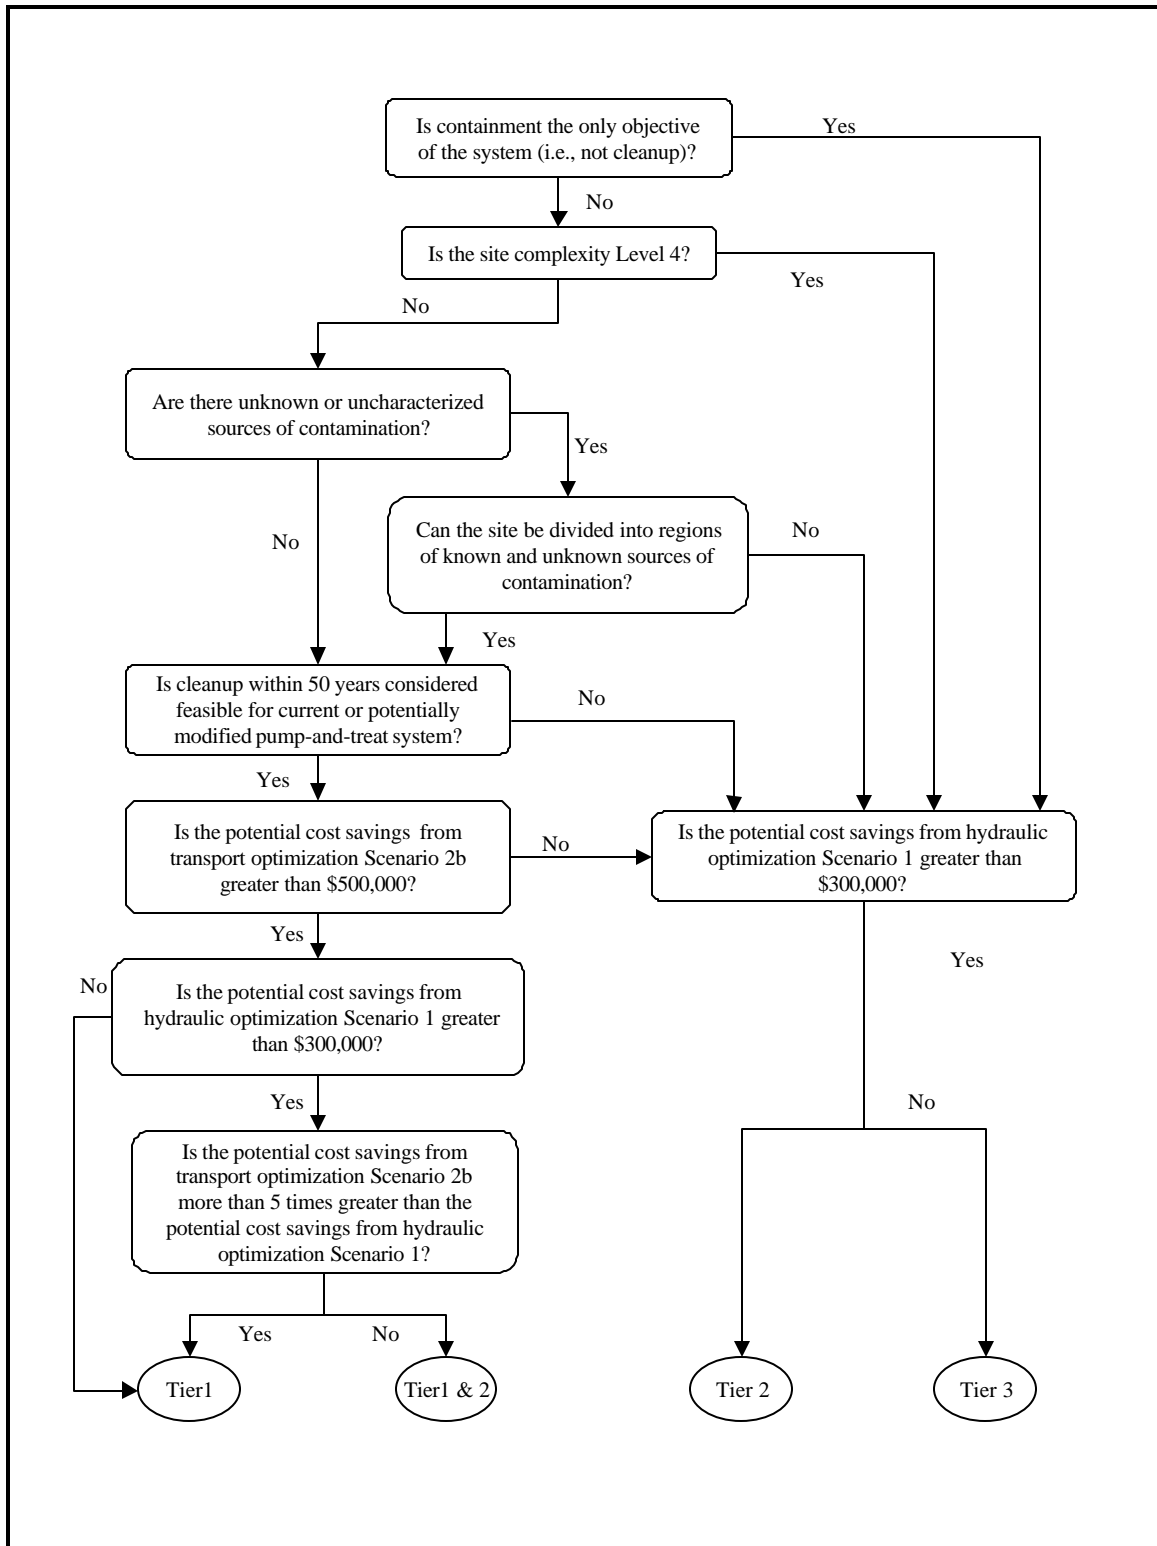 Is containment the only objective
of the system (i.e., not cleanup)?
Yes
No
Is the site complexity Level 4?
Yes
No
Are there unknown or uncharacterized
sources of contamination?
Yes
No
Can the site be divided into regions
of known and unknown sources of
contamination?
No
Yes
Is cleanup within 50 years considered
feasible for current or potentially
modified pump-and-treat system?
No
Yes
Is the potential cost savings from
transport optimization Scenario 2b
greater than $500,000?
No
Is the potential cost savings from hydraulic
optimization Scenario 1 greater than
$300,000?
Yes
Yes
No
Is the potential cost savings from
hydraulic optimization Scenario 1 greater
than $300,000?
Yes
No
Is the potential cost savings from
transport optimization Scenario 2b
more than 5 times greater than the
potential cost savings from hydraulic
optimization Scenario 1?
Yes
No
Tier1
Tier1 & 2
Tier 2
Tier 3